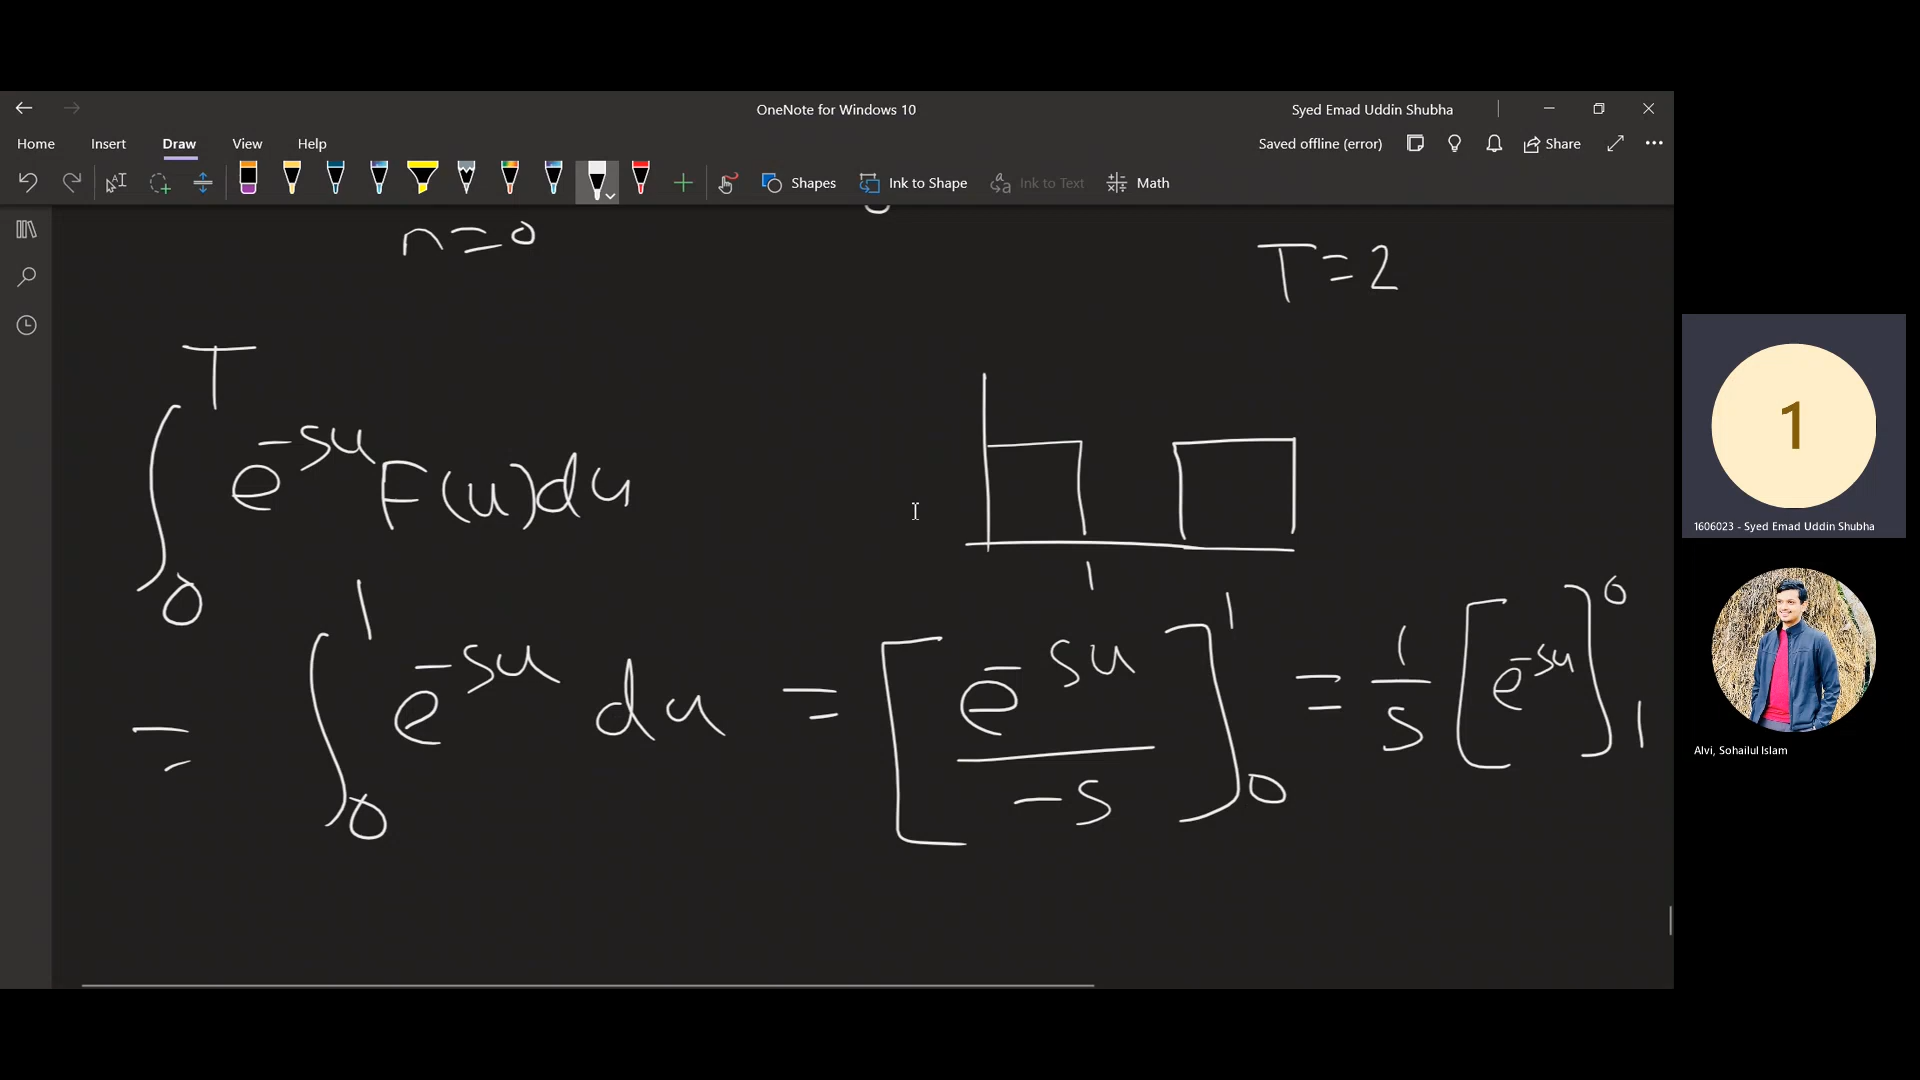 OneNote for Windows 10
Syed Emad Uddin Shubha
Home Insert Draw View Help
Saved offline (error) Share
Shapes Ink to Shape Ink to Text Math
n=0
T=2
∫₀ᵀ e^{-su} F(u)du
1
= ∫₀¹ e^{-su} du = [e^{-su}/-s]₀¹ = 1/s [e^{-su}]₁⁰
1
1606023 - Syed Emad Uddin Shubha
Alvi, Sohailul Islam